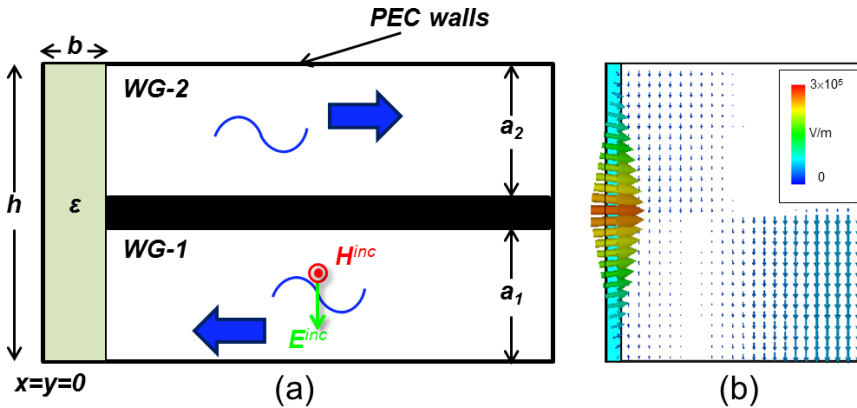 PEC walls
b
WG-2
a2
h
ε
WG-1
H^inc
a1
E^inc
x=y=0
(a)
3×10^5
V/m
0
(b)